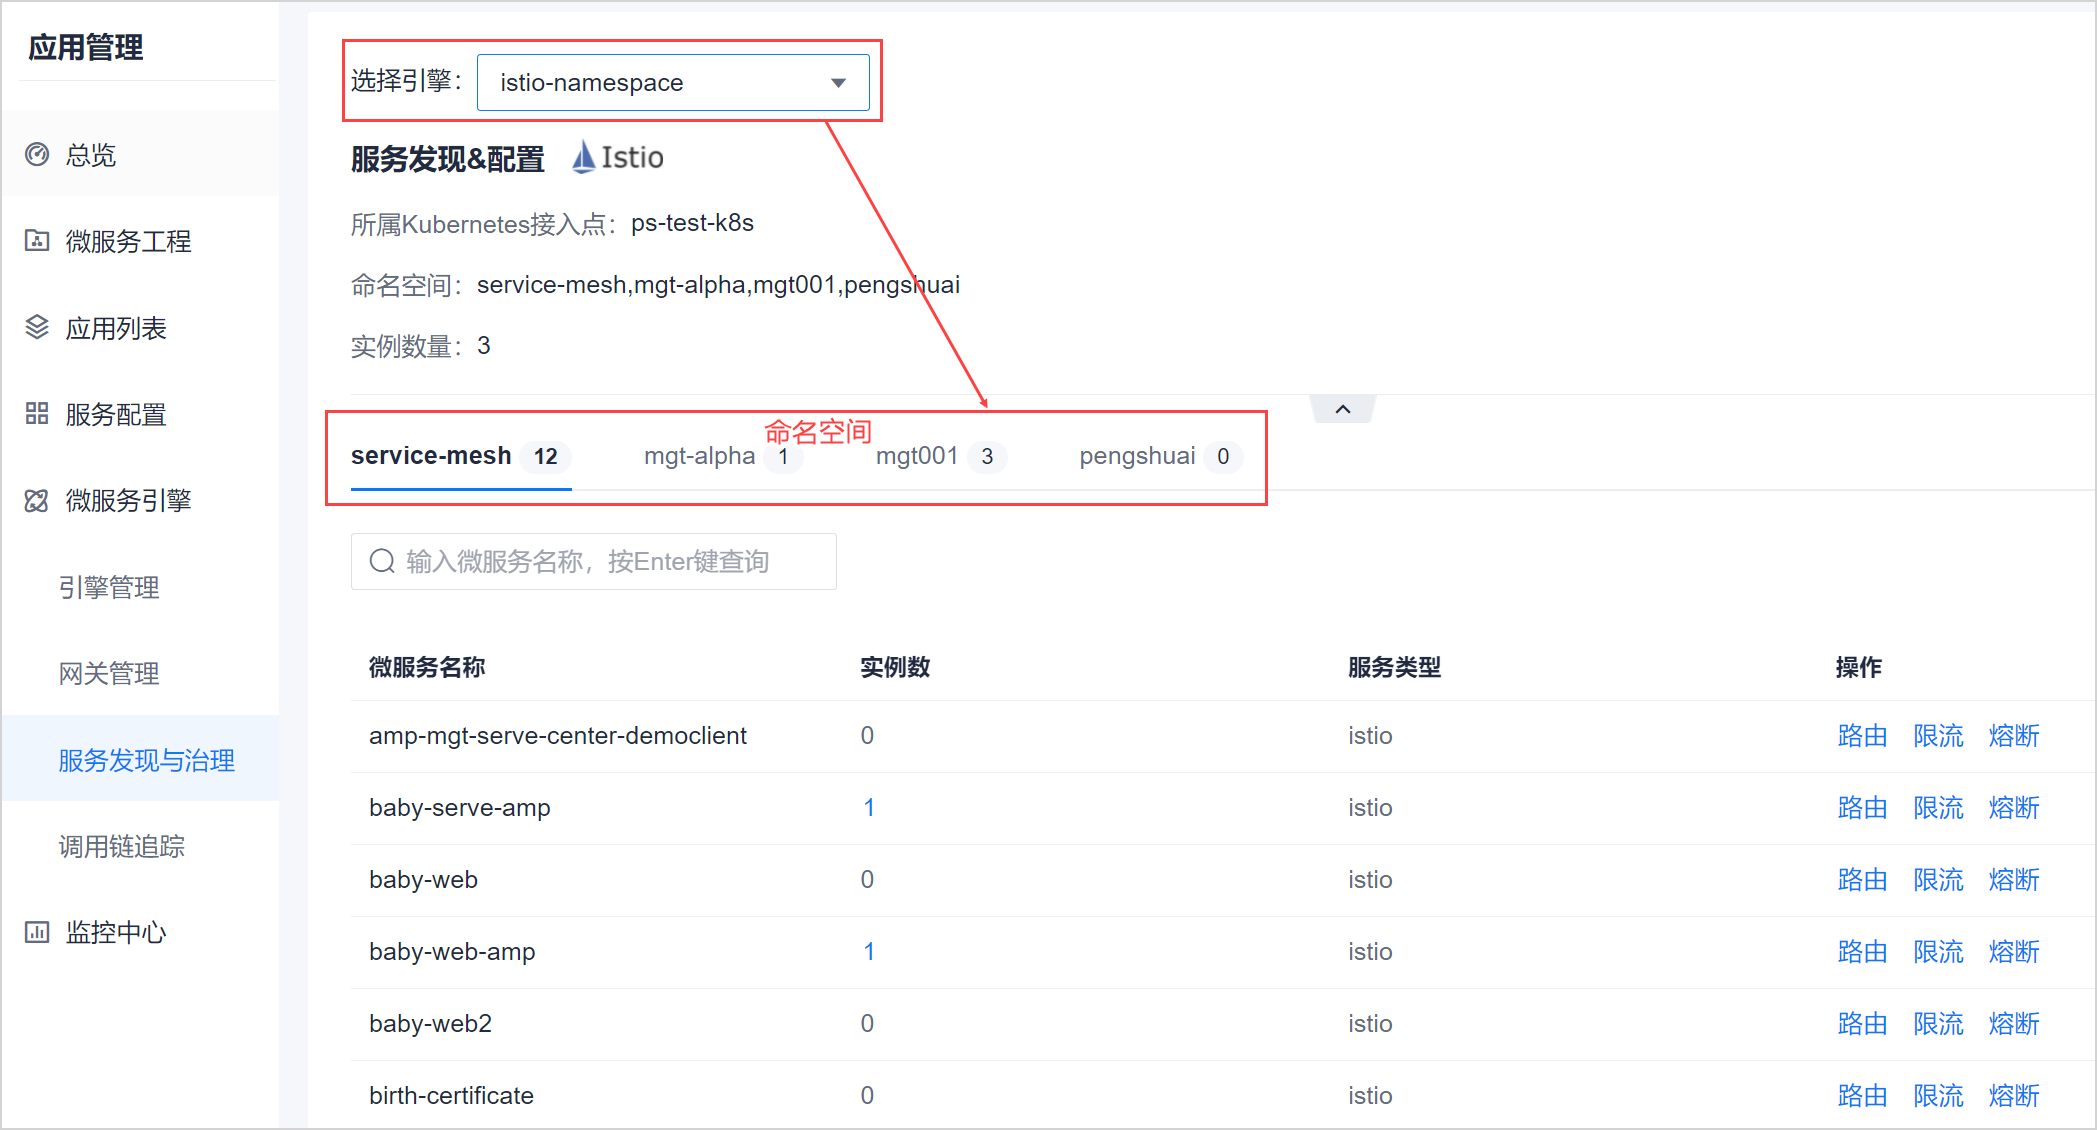 应用管理
总览
微服务工程
应用列表
服务配置
微服务引擎
引擎管理
网关管理
服务发现与治理
调用链追踪
监控中心
选择引擎： istio-namespace
服务发现&配置 Istio
所属Kubernetes接入点： ps-test-k8s
命名空间： service-mesh,mgt-alpha,mgt001,pengshuai
实例数量： 3
命名空间
service-mesh 12 mgt-alpha 1 mgt001 3 pengshuai 0
输入微服务名称，按Enter键查询
微服务名称 实例数 服务类型 操作
amp-mgt-serve-center-democlient 0 istio 路由 限流 熔断
baby-serve-amp 1 istio 路由 限流 熔断
baby-web 0 istio 路由 限流 熔断
baby-web-amp 1 istio 路由 限流 熔断
baby-web2 0 istio 路由 限流 熔断
birth-certificate 0 istio 路由 限流 熔断